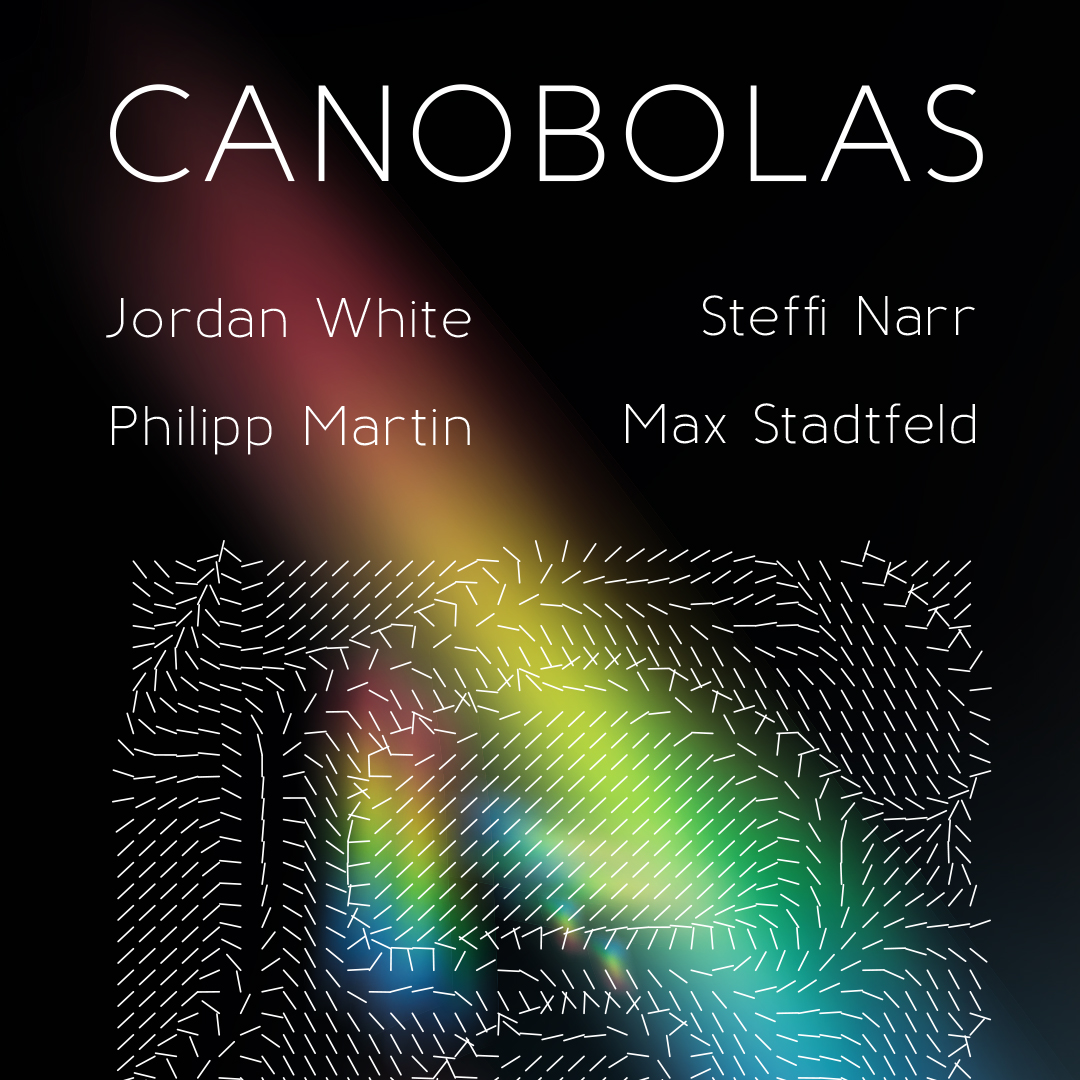 CANOBOLAS
Jordan White
Steffi Narr
Philipp Martin
Max Stadtfeld